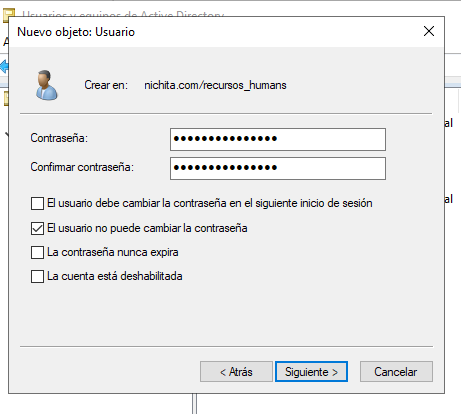 Usuarios y equipos de Active Directory
Nuevo objeto: Usuario
Crear en: nichita.com/recursos_humans
Contraseña: ●●●●●●●●●●●●●●●
Confirmar contraseña: ●●●●●●●●●●●●●●●
El usuario debe cambiar la contraseña en el siguiente inicio de sesión
El usuario no puede cambiar la contraseña
La contraseña nunca expira
La cuenta está deshabilitada
< Atrás Siguiente > Cancelar